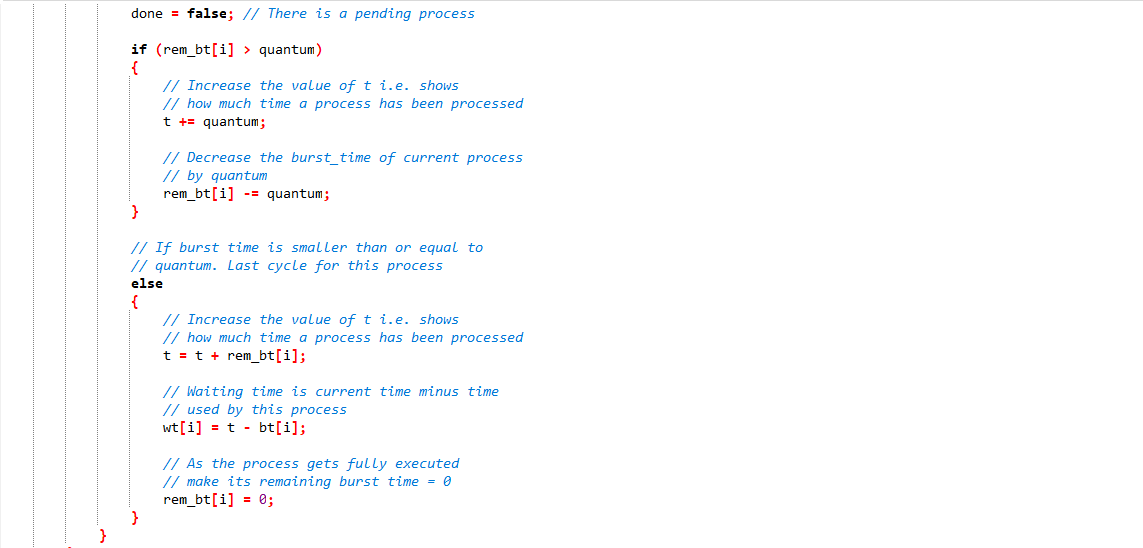 done = false; // There is a pending process
if (rem_bt[i] > quantum)
{
// Increase the value of t i.e. shows
// how much time a process has been processed
t += quantum;
// Decrease the burst_time of current process
// by quantum
rem_bt[i] -= quantum;
}
// If burst time is smaller than or equal to
// quantum. Last cycle for this process
else
{
// Increase the value of t i.e. shows
// how much time a process has been processed
t = t + rem_bt[i];
// Waiting time is current time minus time
// used by this process
wt[i] = t - bt[i];
// As the process gets fully executed
// make its remaining burst time = 0
rem_bt[i] = 0;
}
}